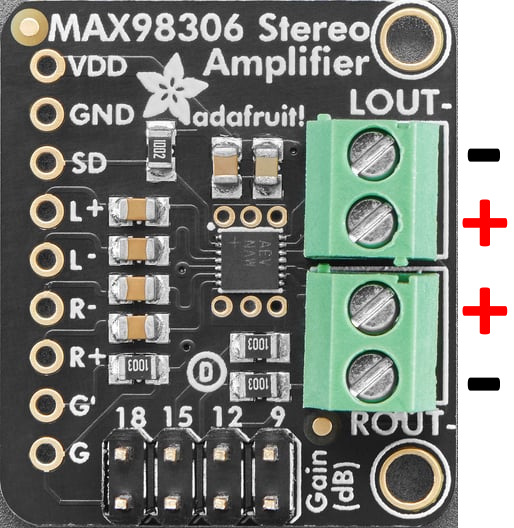 MAX98306 Stereo
Amplifier
VDD
GND
SD
L+
L-
R-
R+
G'
G
adafruit!
LOUT-
-
+
+
-
ROUT-
1002
AEV
1003
1003
1003
18 15 12 9
Gain
(dB)